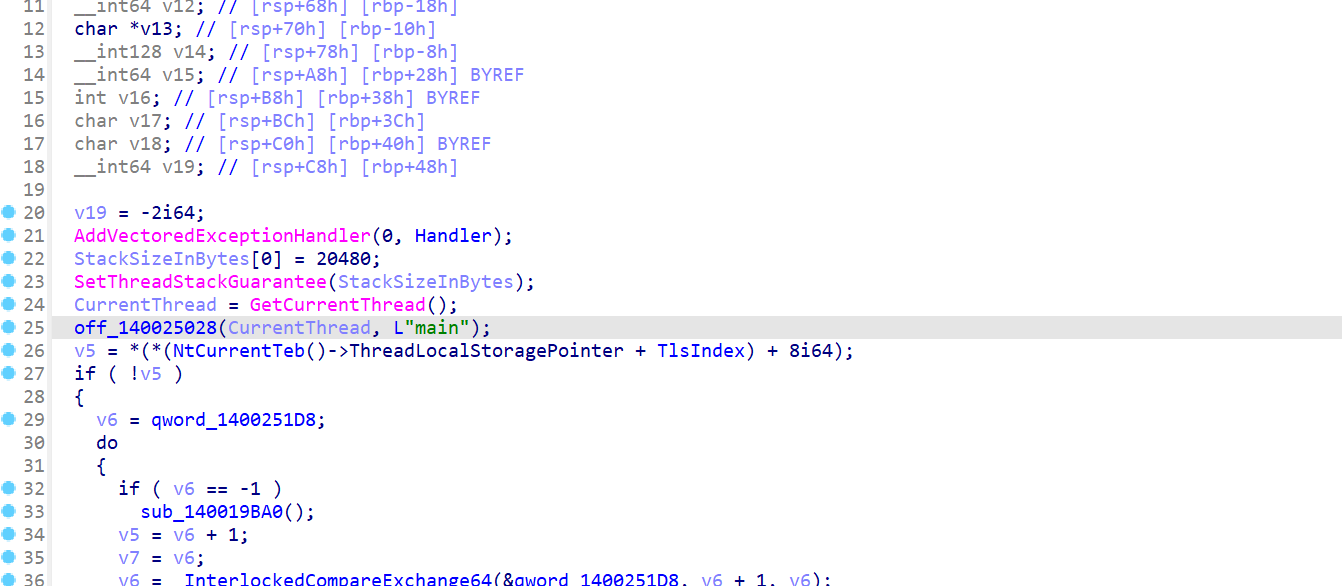 11 __int64 v12; // [rsp+68h] [rbp-18h]
12 char *v13; // [rsp+70h] [rbp-10h]
13 __int128 v14; // [rsp+78h] [rbp-8h]
14 __int64 v15; // [rsp+A8h] [rbp+28h] BYREF
15 int v16; // [rsp+B8h] [rbp+38h] BYREF
16 char v17; // [rsp+BCh] [rbp+3Ch]
17 char v18; // [rsp+C0h] [rbp+40h] BYREF
18 __int64 v19; // [rsp+C8h] [rbp+48h]
19
20 v19 = -2i64;
21 AddVectoredExceptionHandler(0, Handler);
22 StackSizeInBytes[0] = 20480;
23 SetThreadStackGuarantee(StackSizeInBytes);
24 CurrentThread = GetCurrentThread();
25 off_140025028(CurrentThread, L"main");
26 v5 = *(*(NtCurrentTeb()->ThreadLocalStoragePointer + TlsIndex) + 8i64);
27 if ( !v5 )
28 {
29 v6 = qword_1400251D8;
30 do
31 {
32 if ( v6 == -1 )
33 sub_140019BA0();
34 v5 = v6 + 1;
35 v7 = v6;
36 v6 = _InterlockedCompareExchange64(&qword_1400251D8, v6 + 1, v6);